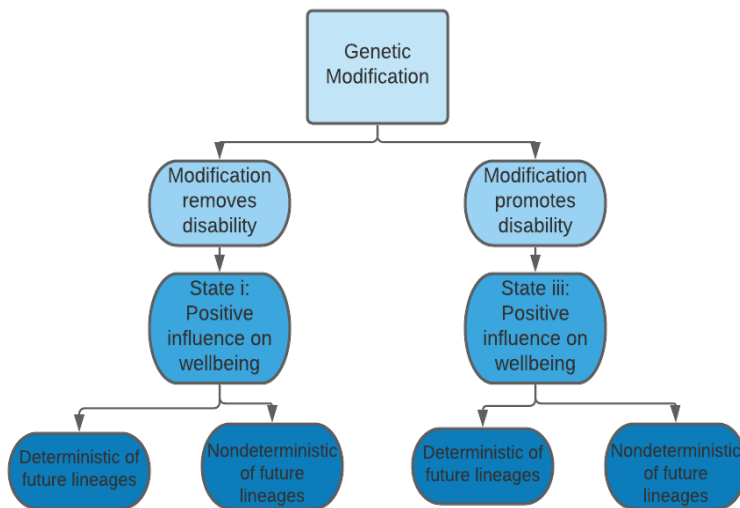 Genetic
Modification
Modification
removes
disability
Modification
promotes
disability
State i:
Positive
influence on
wellbeing
State iii:
Positive
influence on
wellbeing
Deterministic of
future lineages
Nondeterministic
of future
lineages
Deterministic of
future lineages
Nondeterministic
of future
lineages